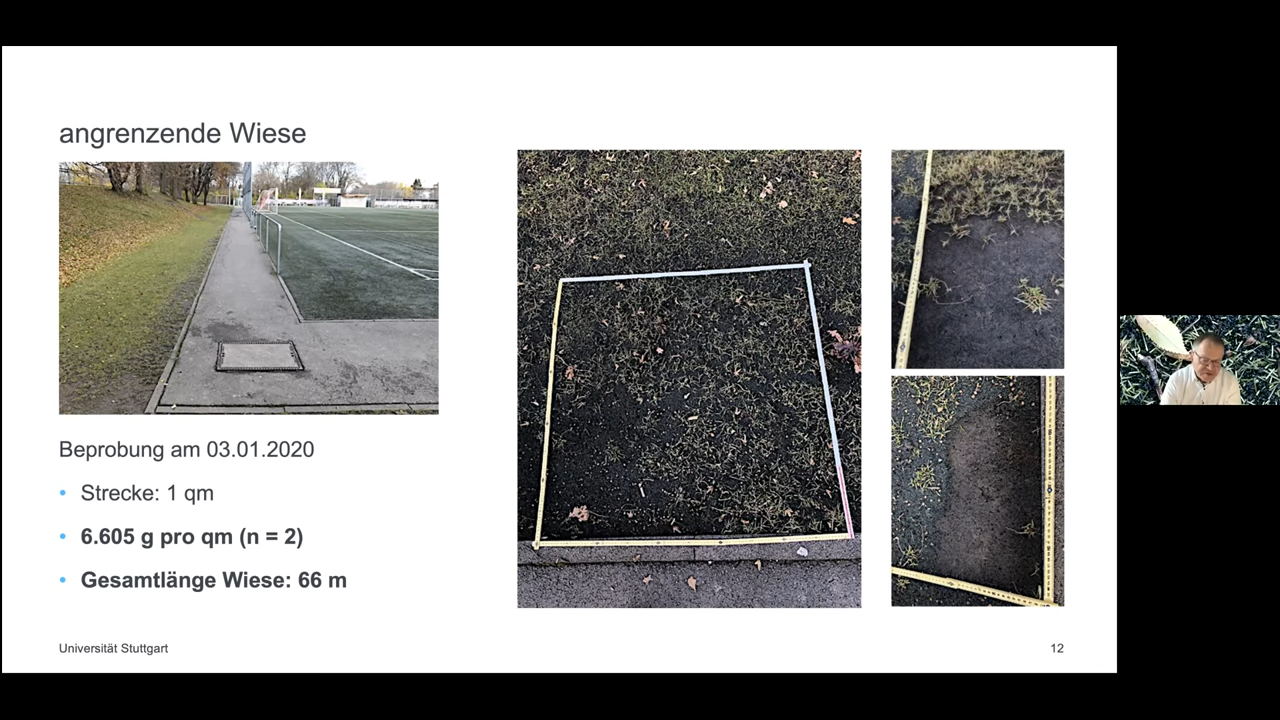 angrenzende Wiese
Beprobung am 03.01.2020
• Strecke: 1 qm
• 6.605 g pro qm (n = 2)
• Gesamtlänge Wiese: 66 m
Universität Stuttgart
12